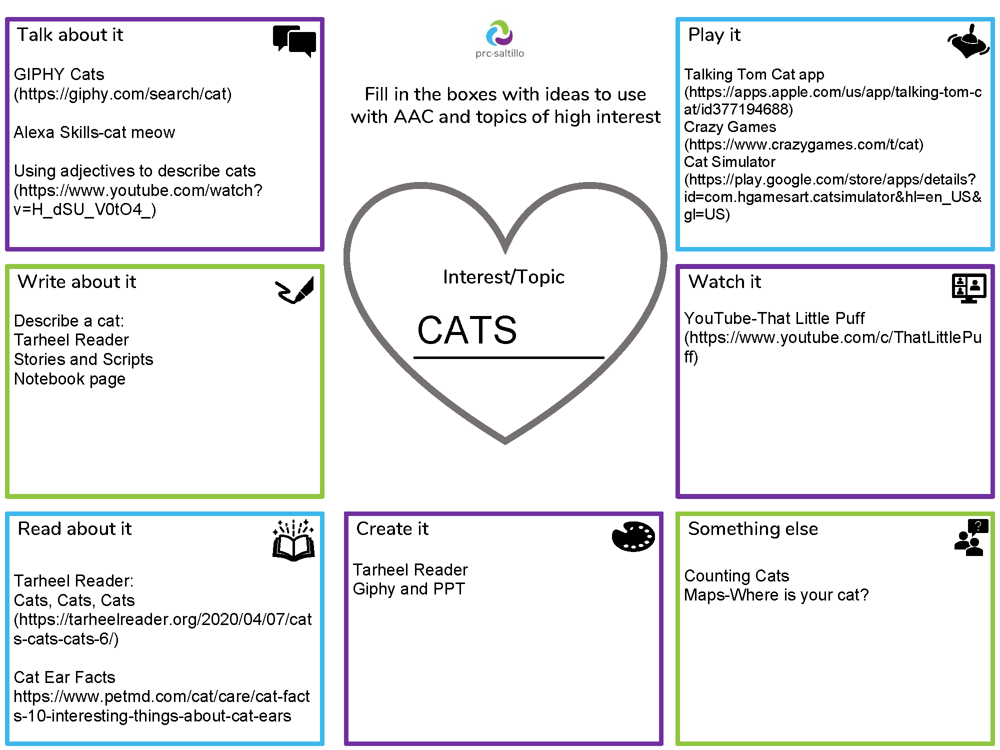 Talk about it
GIPHY Cats
(https://giphy.com/search/cat)
Alexa Skills-cat meow
Using adjectives to describe cats
(https://www.youtube.com/watch?
v=H_dSU_V0tO4_)
prc-saltillo
Fill in the boxes with ideas to use
with AAC and topics of high interest
Play it
Talking Tom Cat app
(https://apps.apple.com/us/app/talking-tom-c
at/id377194688)
Crazy Games
(https://www.crazygames.com/t/cat)
Cat Simulator
(https://play.google.com/store/apps/details?
id=com.hgamesart.catsimulator&hl=en_US&
gl=US)
Write about it
Describe a cat:
Tarheel Reader
Stories and Scripts
Notebook page
Interest/Topic
CATS
Watch it
YouTube-That Little Puff
(https://www.youtube.com/c/ThatLittlePu
ff)
Read about it
Tarheel Reader:
Cats, Cats, Cats
(https://tarheelreader.org/2020/04/07/cat
s-cats-cats-6/)
Cat Ear Facts
https://www.petmd.com/cat/care/cat-fact
s-10-interesting-things-about-cat-ears
Create it
Tarheel Reader
Giphy and PPT
Something else
?
Counting Cats
Maps-Where is your cat?